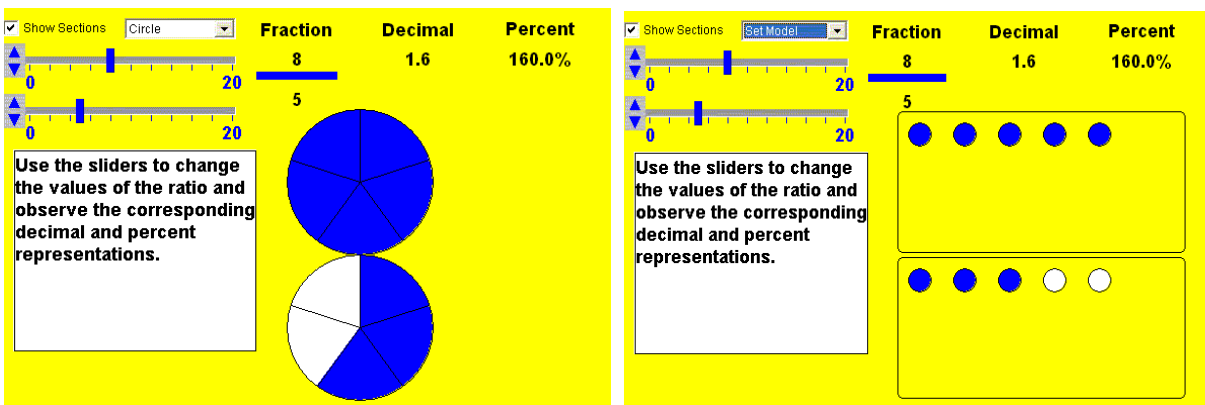 Show Sections Circle Fraction Decimal Percent
8 1.6 160.0%
0 20
5
0 20
Use the sliders to change
the values of the ratio and
observe the corresponding
decimal and percent
representations.
Show Sections Set Model Fraction Decimal Percent
8 1.6 160.0%
0 20
5
0 20
Use the sliders to change
the values of the ratio and
observe the corresponding
decimal and percent
representations.